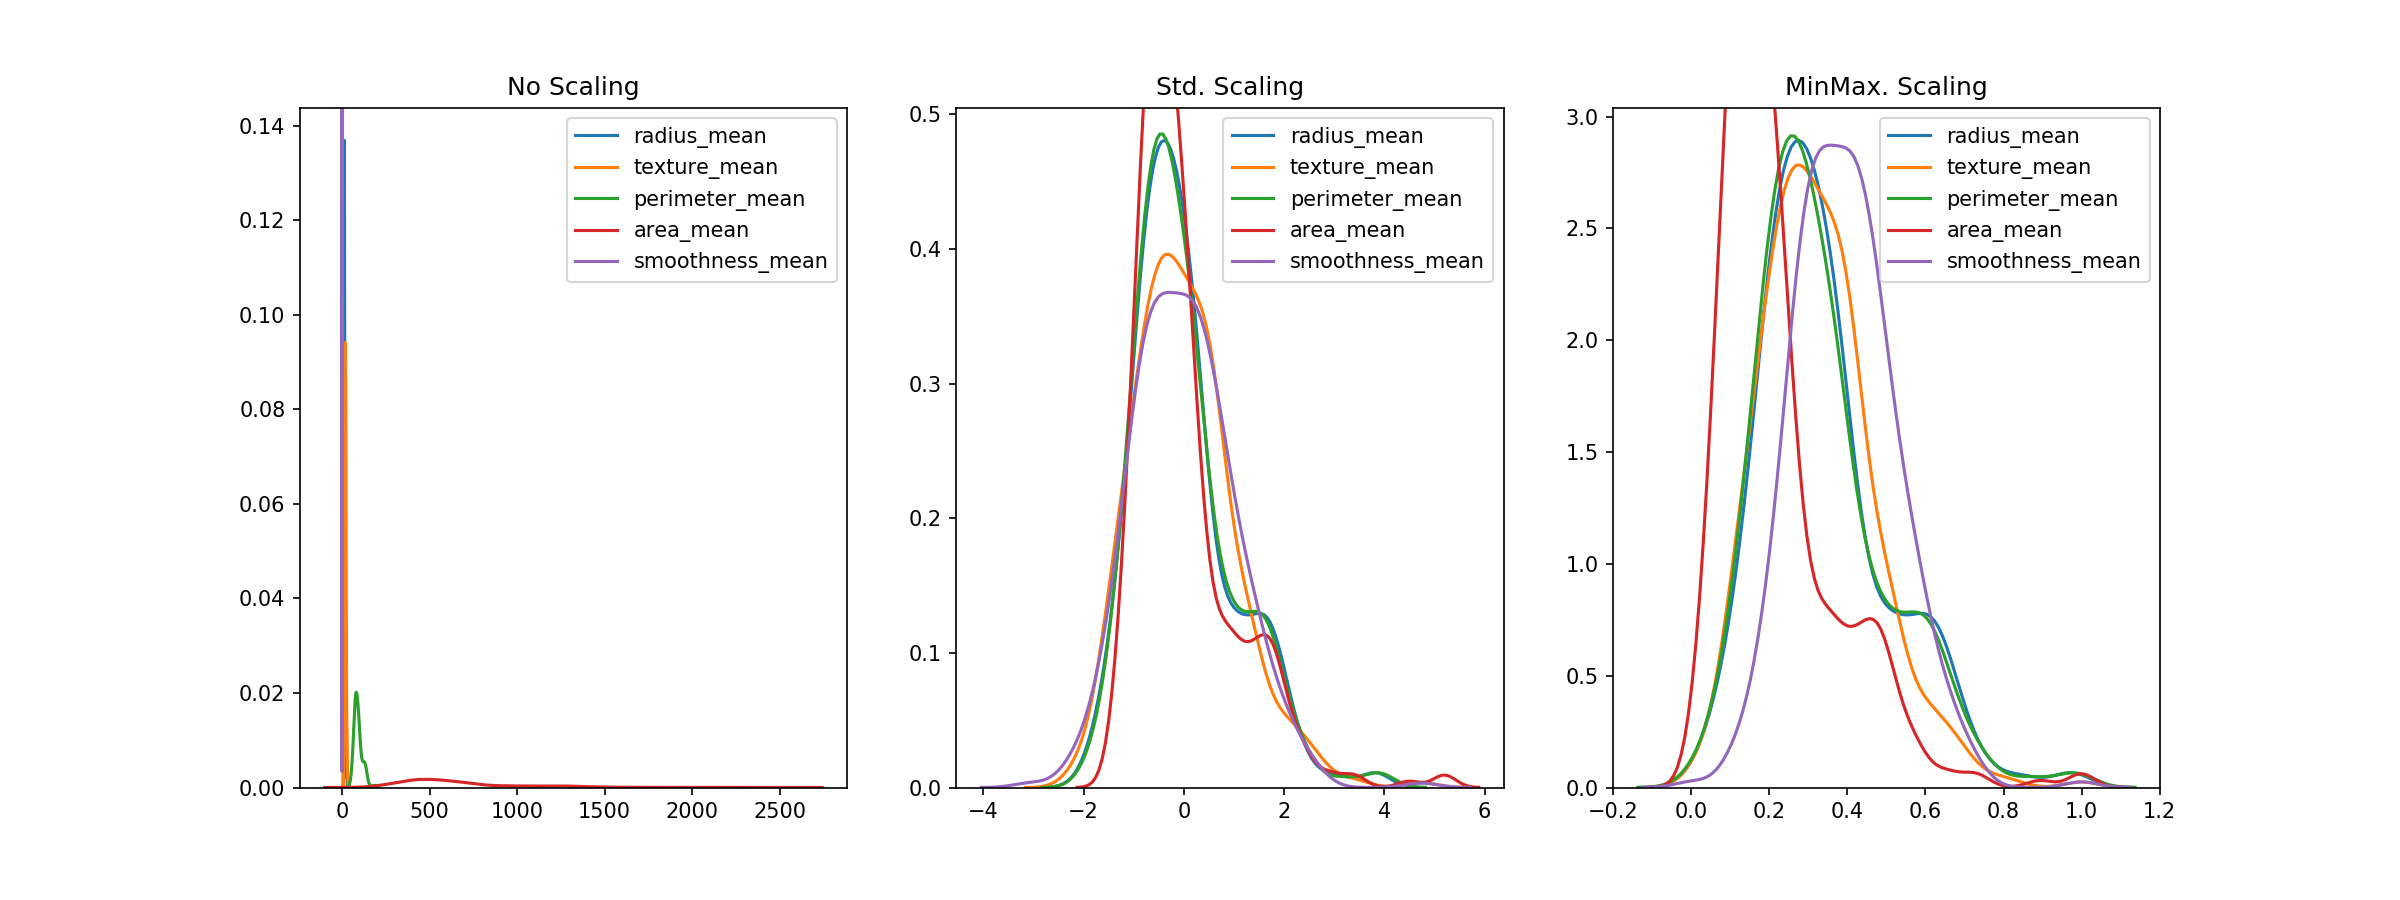 No Scaling
0.14
0.12
0.10
0.08
0.06
0.04
0.02
0.00
0 500 1000 1500 2000 2500
radius_mean
texture_mean
perimeter_mean
area_mean
smoothness_mean
Std. Scaling
0.5
0.4
0.3
0.2
0.1
0.0
−4 −2 0 2 4 6
radius_mean
texture_mean
perimeter_mean
area_mean
smoothness_mean
MinMax. Scaling
3.0
2.5
2.0
1.5
1.0
0.5
0.0
−0.2 0.0 0.2 0.4 0.6 0.8 1.0 1.2
radius_mean
texture_mean
perimeter_mean
area_mean
smoothness_mean